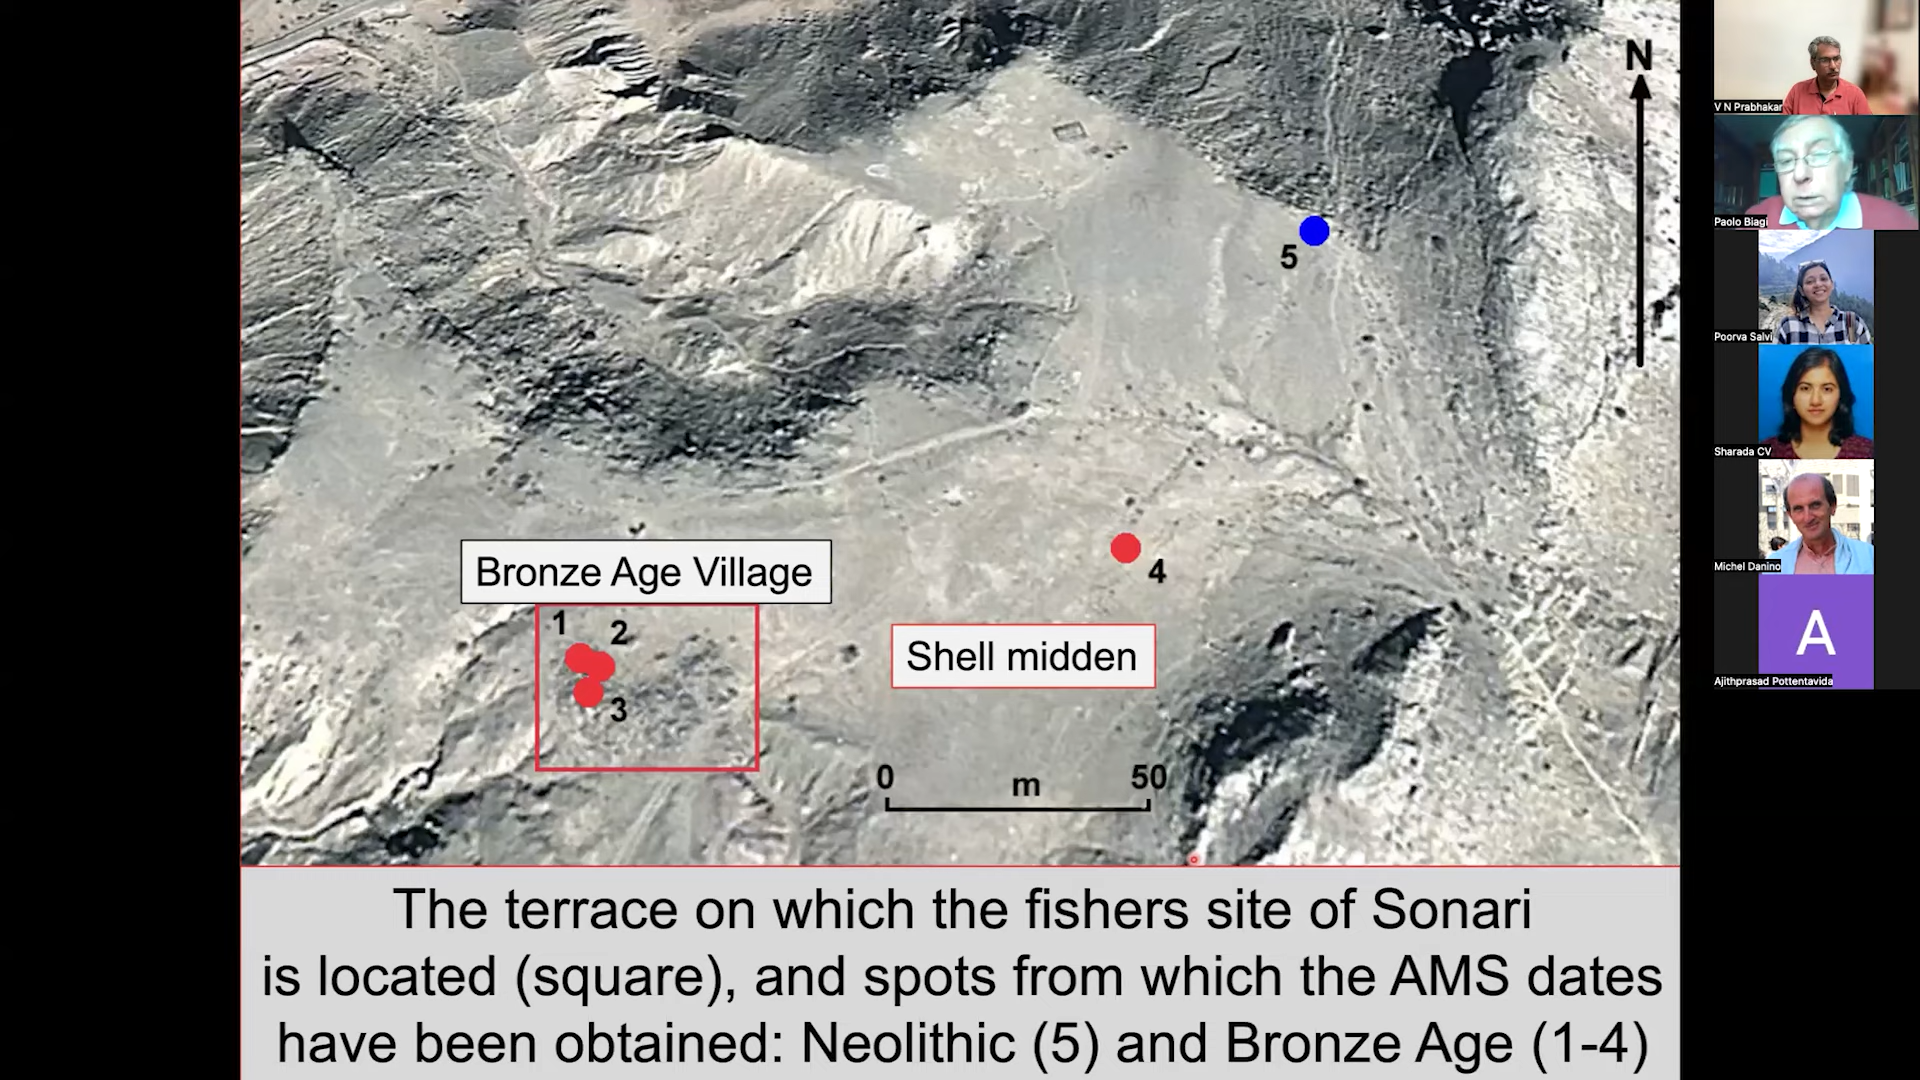 N
5
4
Bronze Age Village
1
2
3
Shell midden
0 m 50
The terrace on which the fishers site of Sonari
is located (square), and spots from which the AMS dates
have been obtained: Neolithic (5) and Bronze Age (1-4)
V N Prabhakar
Paolo Biagi
Poorva Salvi
Sharada CV
Michel Danino
A
Ajithprasad Pottentavida